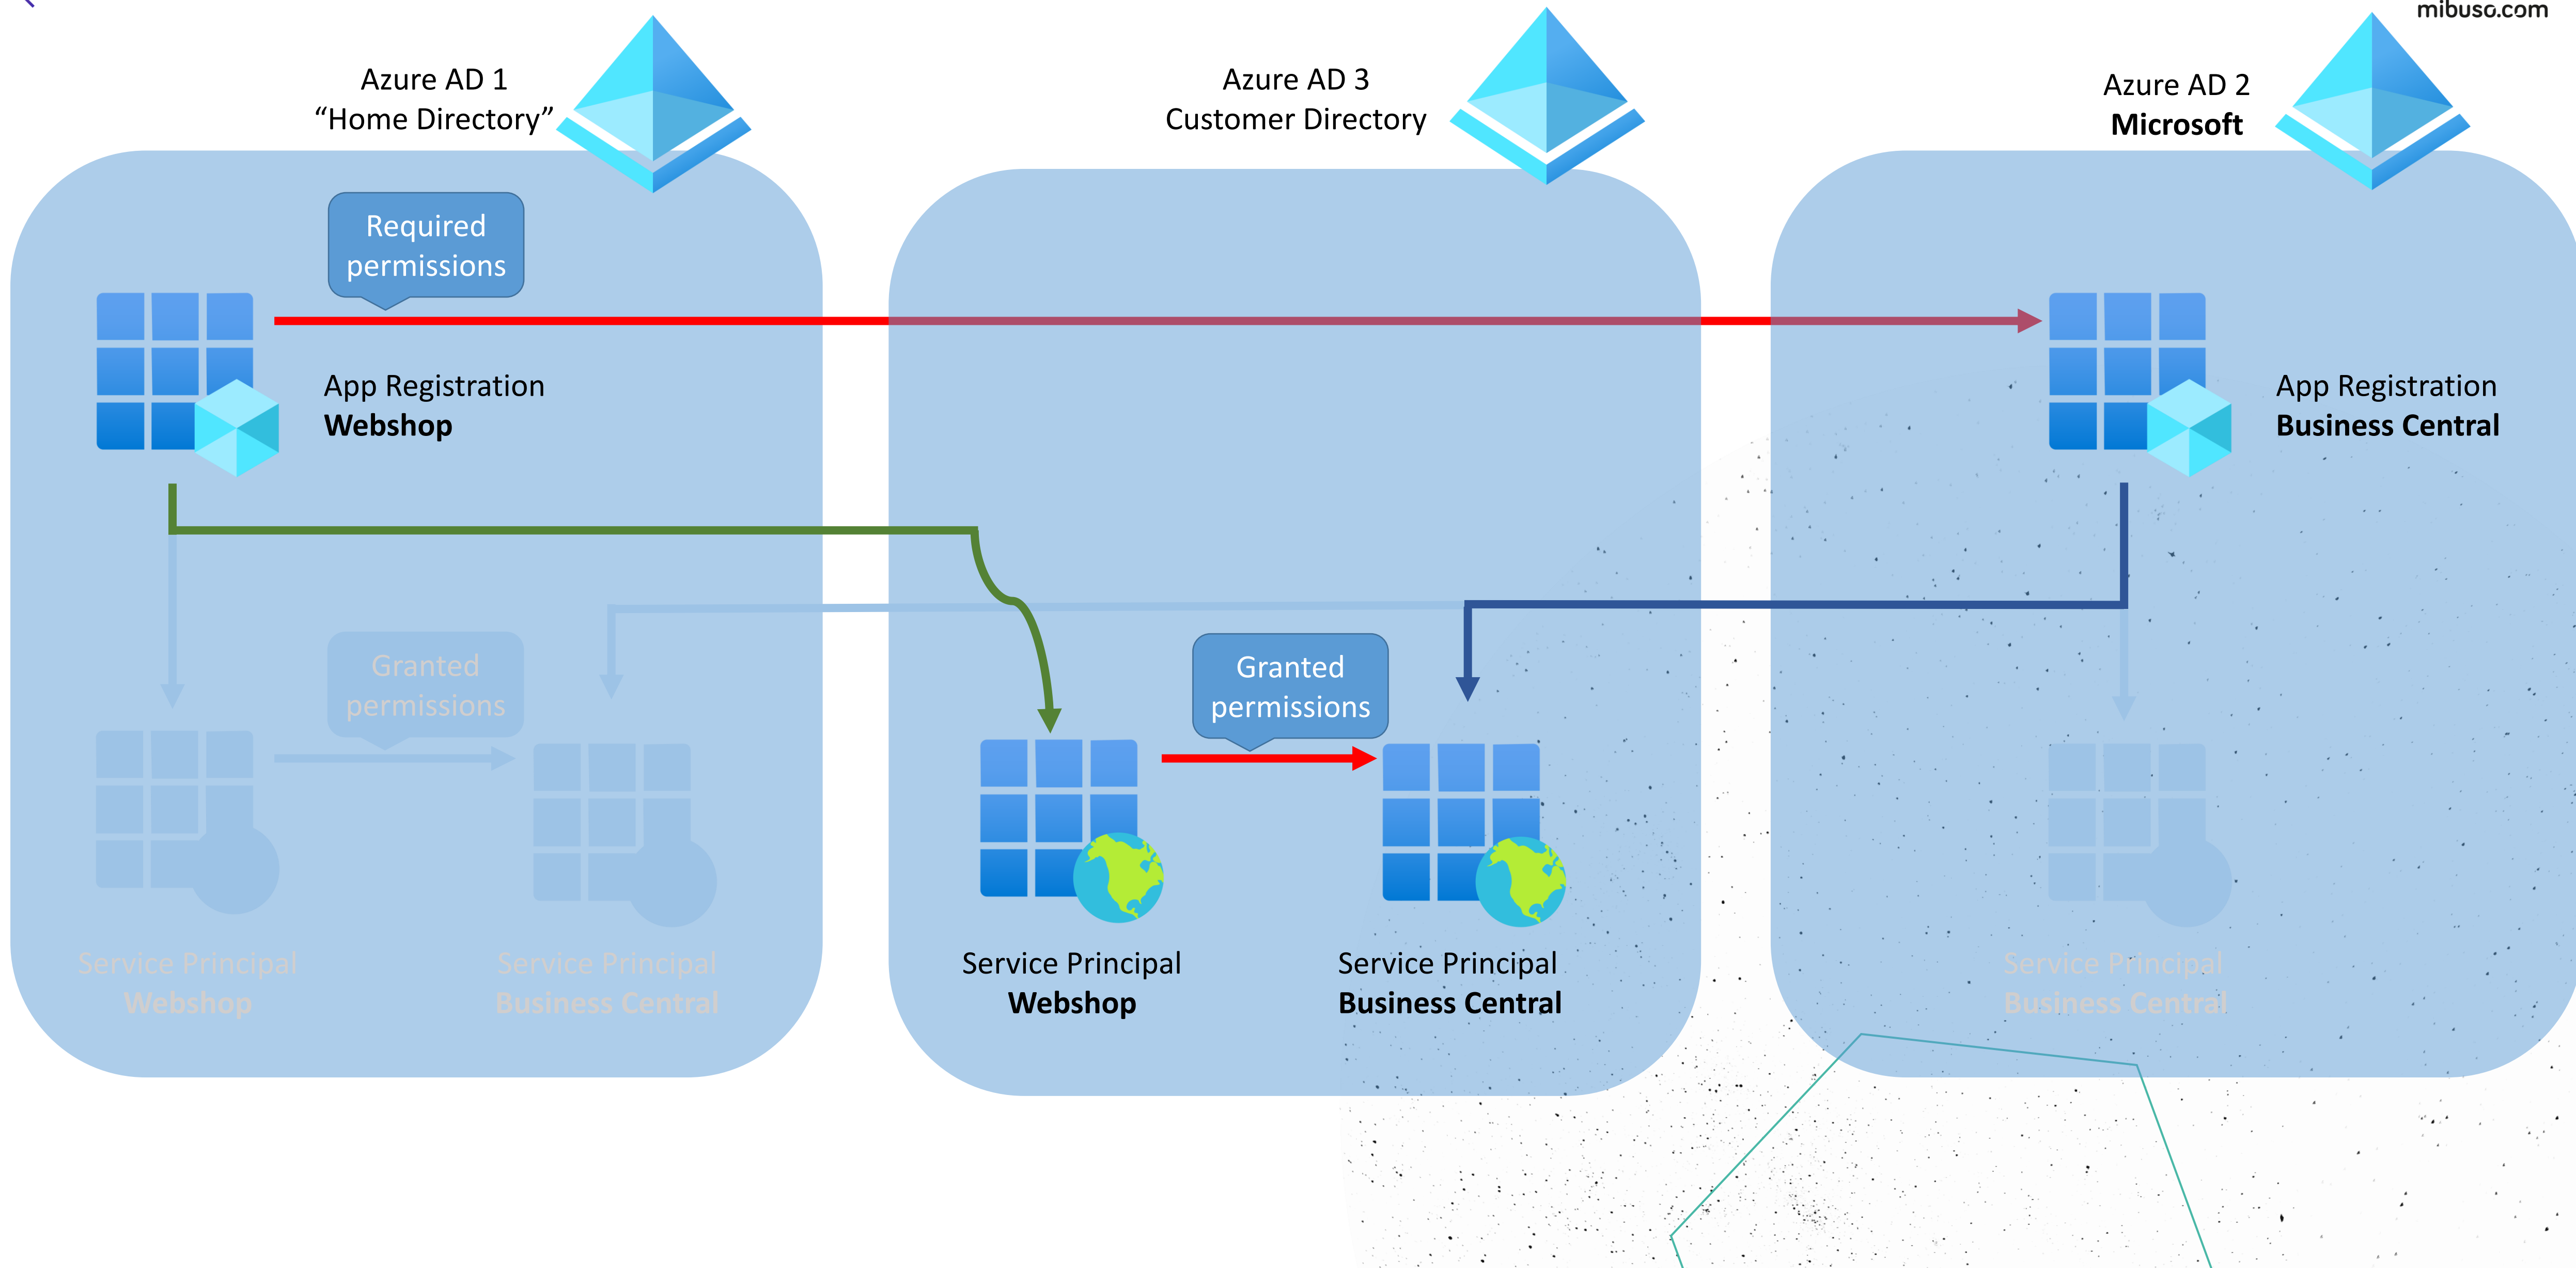 mibuso.com
Azure AD 1
“Home Directory”
Azure AD 3
Customer Directory
Azure AD 2
Microsoft
Required
permissions
App Registration
Webshop
App Registration
Business Central
Granted
permissions
Granted
permissions
Service Principal
Webshop
Service Principal
Business Central
Service Principal
Webshop
Service Principal
Business Central
Service Principal
Business Central